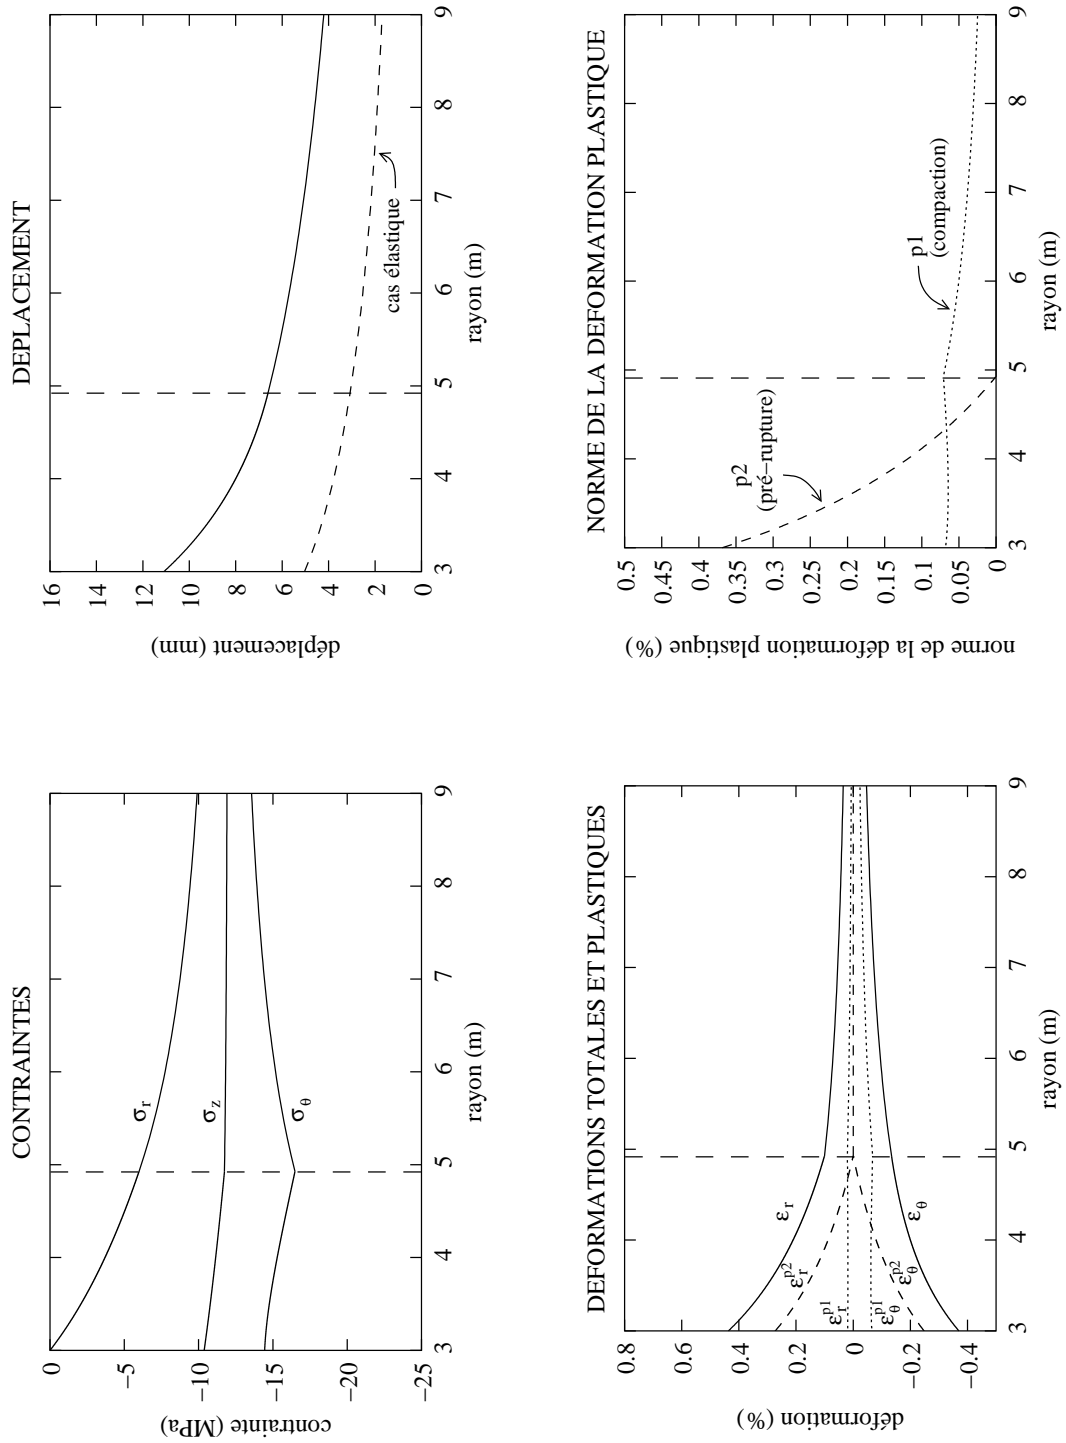 CONTRAINTES
0
−5
−10
−15
−20
−25
contrainte (MPa)
σr
σz
σθ
3 4 5 6 7 8 9
rayon (m)
DEPLACEMENT
16
14
12
10
8
6
4
2
0
déplacement (mm)
cas élastique
3 4 5 6 7 8 9
rayon (m)
DEFORMATIONS TOTALES ET PLASTIQUES
0.8
0.6
0.4
0.2
0
−0.2
−0.4
déformation (%)
εr
εr^p2
εr^p1
εθ^p1
εθ^p2
εθ
3 4 5 6 7 8 9
rayon (m)
NORME DE LA DEFORMATION PLASTIQUE
0.5
0.45
0.4
0.35
0.3
0.25
0.2
0.15
0.1
0.05
0
norme de la déformation plastique (%)
p2
(pré−rupture)
p1
(compaction)
3 4 5 6 7 8 9
rayon (m)